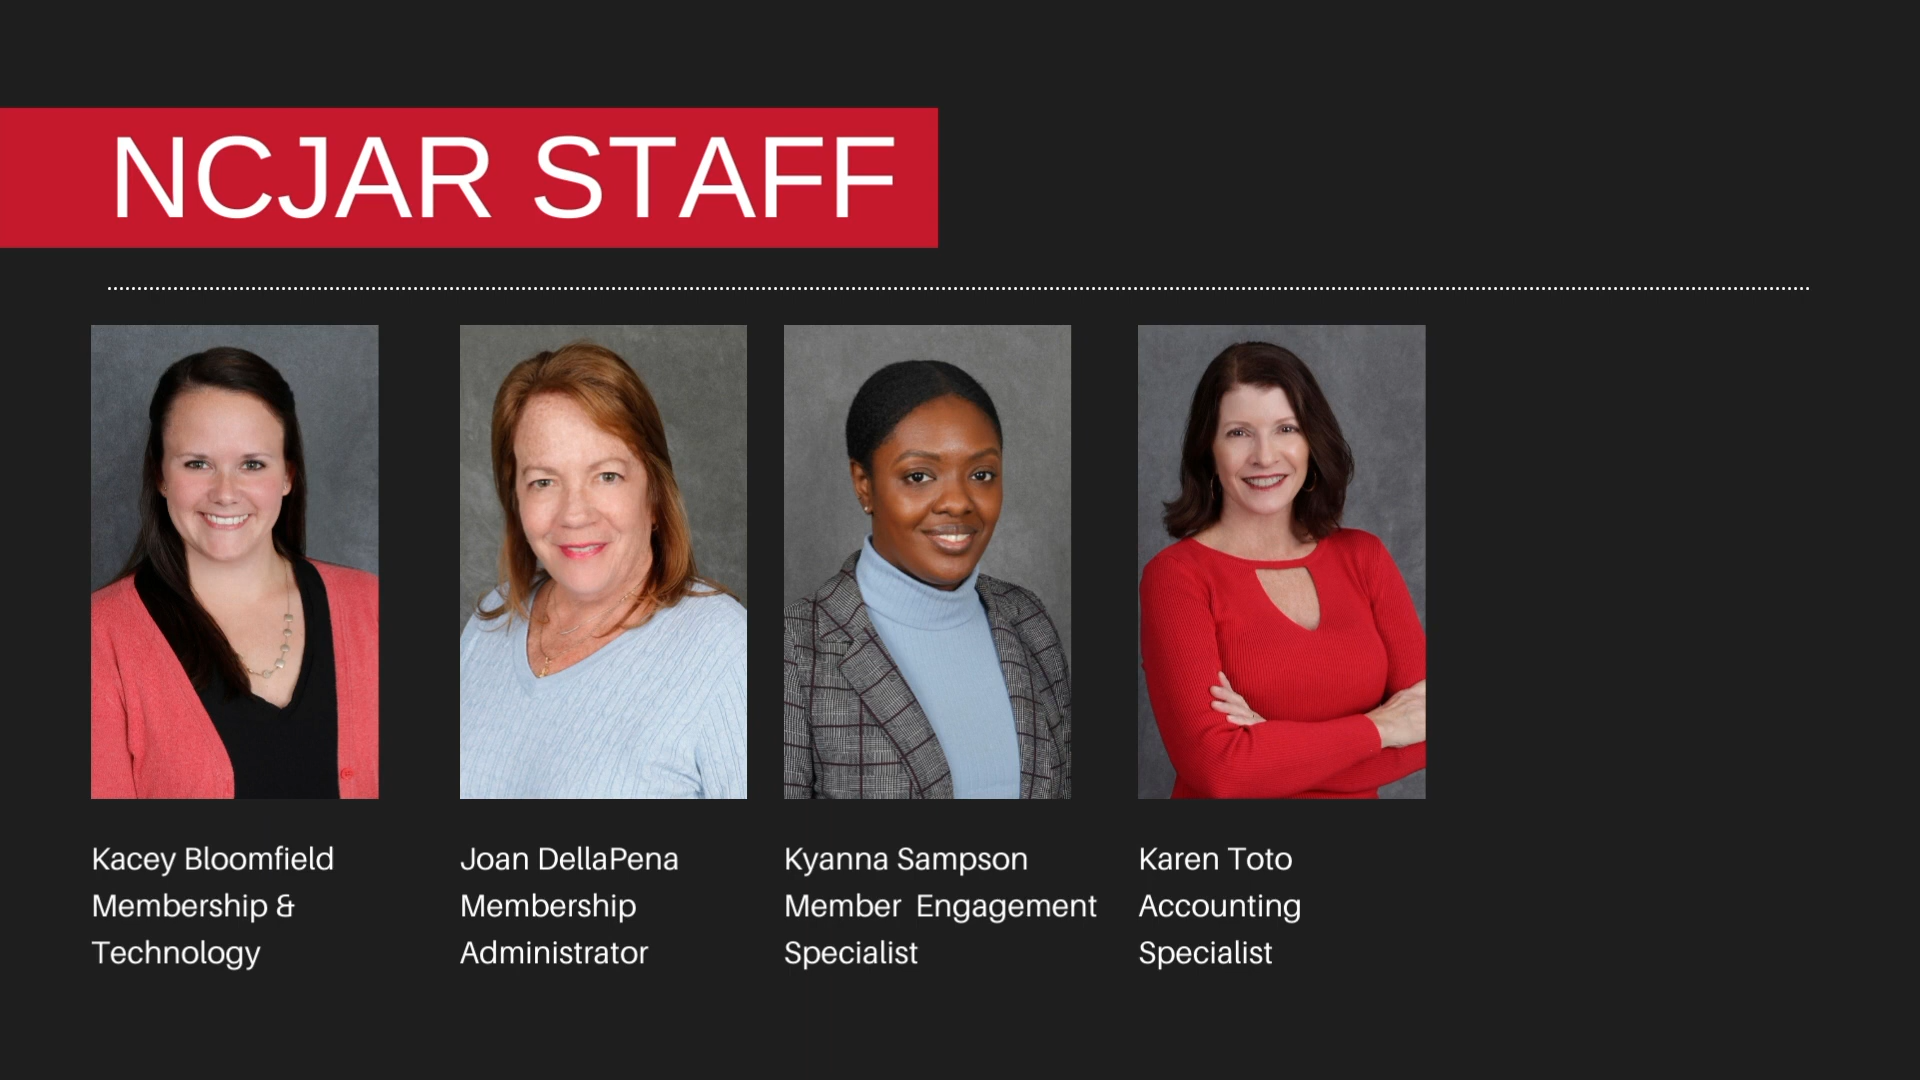 NCJAR STAFF
Kacey Bloomfield
Membership &
Technology
Joan DellaPena
Membership
Administrator
Kyanna Sampson
Member  Engagement
Specialist
Karen Toto
Accounting
Specialist